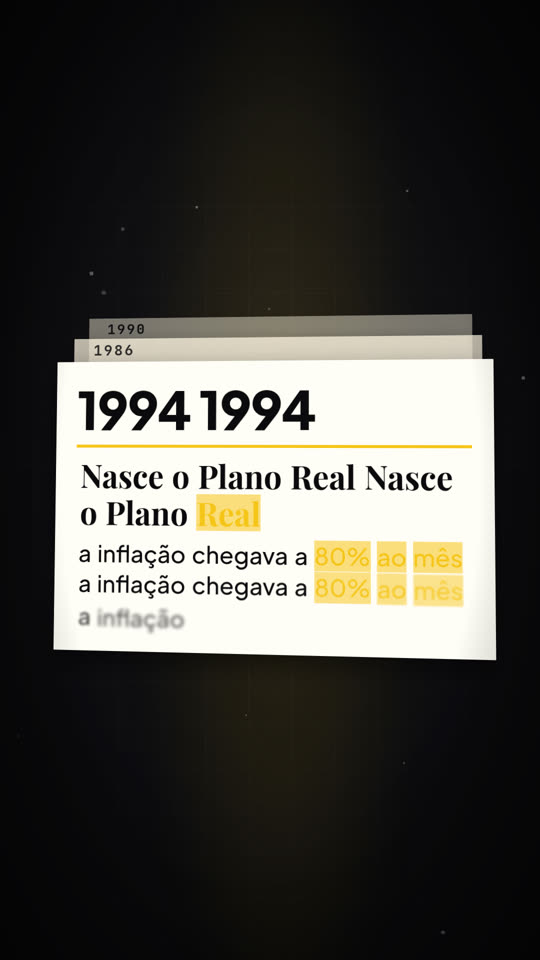 1990
1986
1994 1994
Nasce o Plano Real Nasce
o Plano Real
a inflação chegava a 80% ao mês
a inflação chegava a 80% ao mês
a inflação